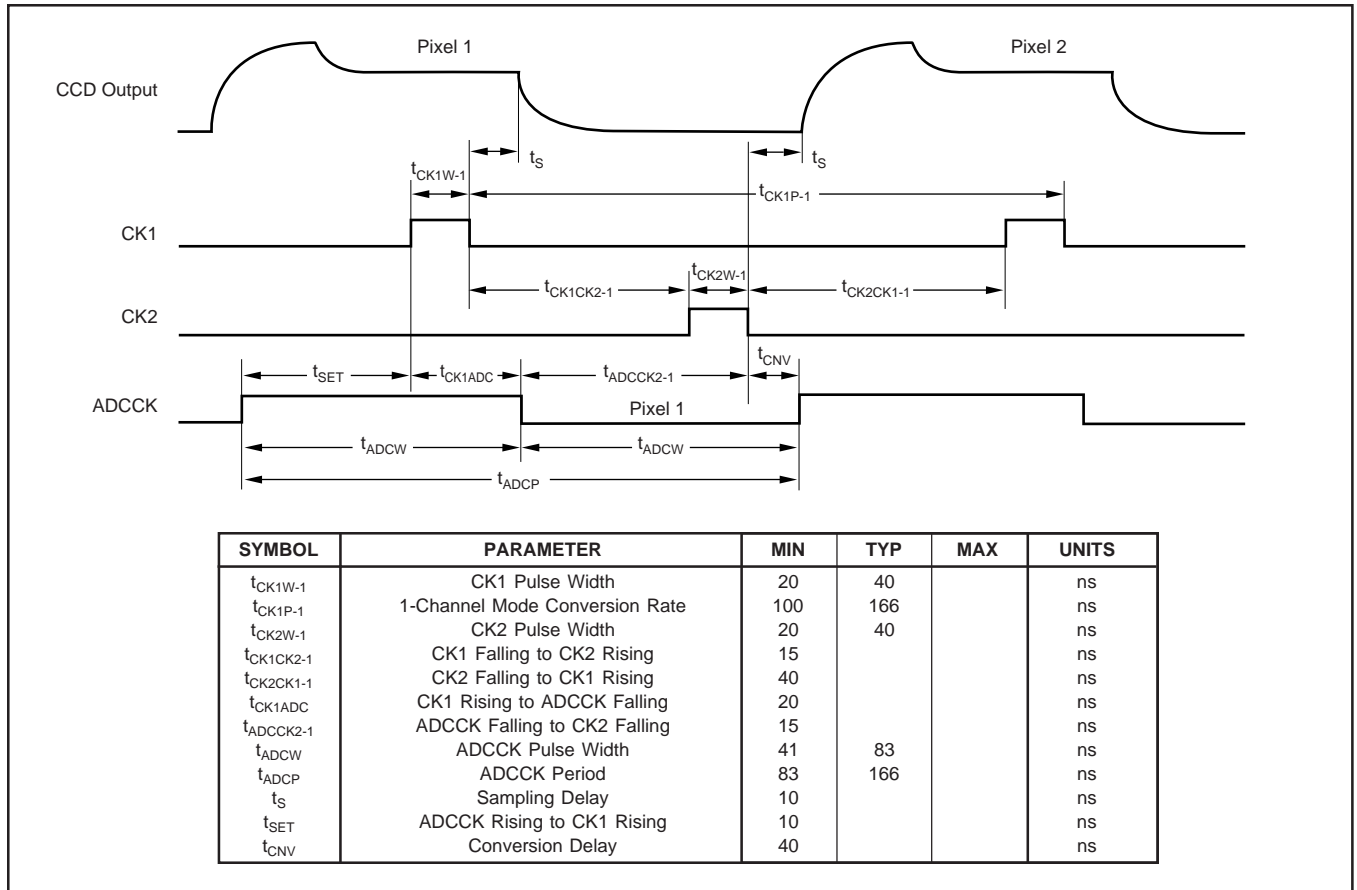 Pixel 1 Pixel 2
CCD Output
tS tS
tCK1W-1
tCK1P-1
CK1
tCK2W-1
tCK1CK2-1 tCK2CK1-1
CK2
tCNV
tSET tCK1ADC tADCCK2-1
ADCCK Pixel 1
tADCW tADCW
tADCP
SYMBOL PARAMETER MIN TYP MAX UNITS
tCK1W-1 CK1 Pulse Width 20 40 ns
tCK1P-1 1-Channel Mode Conversion Rate 100 166 ns
tCK2W-1 CK2 Pulse Width 20 40 ns
tCK1CK2-1 CK1 Falling to CK2 Rising 15 ns
tCK2CK1-1 CK2 Falling to CK1 Rising 40 ns
tCK1ADC CK1 Rising to ADCCK Falling 20 ns
tADCCK2-1 ADCCK Falling to CK2 Falling 15 ns
tADCW ADCCK Pulse Width 41 83 ns
tADCP ADCCK Period 83 166 ns
tS Sampling Delay 10 ns
tSET ADCCK Rising to CK1 Rising 10 ns
tCNV Conversion Delay 40 ns